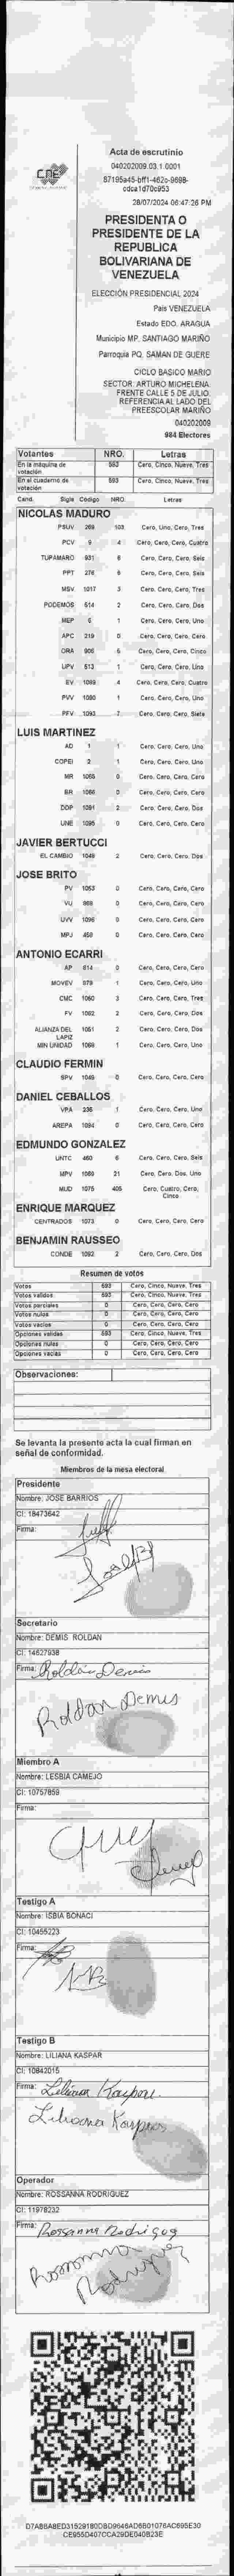 CNE
Acta de escrutinio
040202009.03.1.0001
87195a45-bff1-462c-9698-
cdca1d70c953
28/07/2024 06:47:26 PM
PRESIDENTA O
PRESIDENTE DE LA
REPUBLICA
BOLIVARIANA DE
VENEZUELA
ELECCIÓN PRESIDENCIAL 2024
País VENEZUELA
Estado EDO. ARAGUA
Municipio MP. SANTIAGO MARIÑO
Parroquia PQ. SAMAN DE GUERE
CICLO BASICO MARIO
SECTOR ARTURO MICHELENA.
FRENTE CALLE 5 DE JULIO.
REFERENCIA AL LADO DEL
PREESCOLAR MARIÑO
040202009
984 Electores
Votantes NRO. Letras
En la máquina de votación 593 Cero, Cinco, Nueve, Tres
En el cuaderno de votación 593 Cero, Cinco, Nueve, Tres
Cand. Sigla Código NRO. Letras
NICOLAS MADURO
PSUV 269 103 Cero, Uno, Cero, Tres
PCV 9 4 Cero, Cero, Cero, Cuatro
TUPAMARO 931 6 Cero, Cero, Cero, Seis
PPT 276 6 Cero, Cero, Cero, Seis
MSV 1017 3 Cero, Cero, Cero, Tres
PODEMOS 514 2 Cero, Cero, Cero, Dos
MEP 6 1 Cero, Cero, Cero, Uno
APC 219 0 Cero, Cero, Cero, Cero
ORA 906 5 Cero, Cero, Cero, Cinco
UPV 513 1 Cero, Cero, Cero, Uno
EV 1089 4 Cero, Cero, Cero, Cuatro
PVV 1090 1 Cero, Cero, Cero, Uno
PFV 1093 7 Cero, Cero, Cero, Siete
LUIS MARTINEZ
AD 1 1 Cero, Cero, Cero, Uno
COPEI 2 1 Cero, Cero, Cero, Uno
MR 1065 0 Cero, Cero, Cero, Cero
BR 1066 0 Cero, Cero, Cero, Cero
DDP 1091 2 Cero, Cero, Cero, Dos
UNE 1095 0 Cero, Cero, Cero, Cero
JAVIER BERTUCCI
EL CAMBIO 1049 2 Cero, Cero, Cero, Dos
JOSE BRITO
PV 1053 0 Cero, Cero, Cero, Cero
VU 968 0 Cero, Cero, Cero, Cero
UVV 1096 0 Cero, Cero, Cero, Cero
MPJ 458 0 Cero, Cero, Cero, Cero
ANTONIO ECARRI
AP 814 0 Cero, Cero, Cero, Cero
MOVEV 879 1 Cero, Cero, Cero, Uno
CMC 1060 3 Cero, Cero, Cero, Tres
FV 1062 2 Cero, Cero, Cero, Dos
ALIANZA DEL LAPIZ 1051 2 Cero, Cero, Cero, Dos
MIN UNIDAD 1068 1 Cero, Cero, Cero, Uno
CLAUDIO FERMIN
SPV 1045 0 Cero, Cero, Cero, Cero
DANIEL CEBALLOS
VPA 235 1 Cero, Cero, Cero, Uno
AREPA 1094 0 Cero, Cero, Cero, Cero
EDMUNDO GONZALEZ
UNTC 460 6 Cero, Cero, Cero, Seis
MPV 1089 21 Cero, Cero, Dos, Uno
MUD 1075 405 Cero, Cuatro, Cero, Cinco
ENRIQUE MARQUEZ
CENTRADOS 1073 0 Cero, Cero, Cero, Cero
BENJAMIN RAUSSEO
CONDE 1092 2 Cero, Cero, Cero, Dos
Resumen de votos
Votos 593 Cero, Cinco, Nueve, Tres
Votos validos 593 Cero, Cinco, Nueve, Tres
Votos parciales 0 Cero, Cero, Cero, Cero
Votos nulos 0 Cero, Cero, Cero, Cero
Votos vacios 0 Cero, Cero, Cero, Cero
Opciones validas 593 Cero, Cinco, Nueve, Tres
Opciones nulas 0 Cero, Cero, Cero, Cero
Opciones vacias 0 Cero, Cero, Cero, Cero
Observaciones:
Se levanta la presente acta la cual firman en
señal de conformidad.
Miembros de la mesa electoral
Presidente
Nombre: JOSE BARRIOS
CI: 18473642
Firma:
Secretario
Nombre: DEMIS ROLDAN
CI: 14627938
Firma: Roldán Demis
Roldan Demis
Miembro A
Nombre: LESBIA CAMEJO
CI: 10757859
Firma:
Testigo A
Nombre: ISBIA BONACI
CI: 10455223
Firma:
Testigo B
Nombre: LILIANA KASPAR
CI: 10842015
Firma: Liliana Kaspar
Liliana Kaspar
Operador
Nombre: ROSSANNA RODRIGUEZ
CI: 11978232
Firma: Rossanna Rodriguez
Rossanna
Rodriguez
D7ABBABED31529180DBD9646AD6B01076AC695E30
CE955D407CCA29DE040B23E